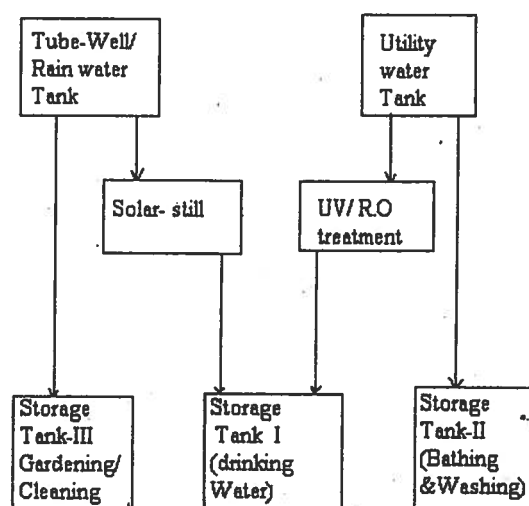 Tube-Well/
Rain water
Tank
Utility
water
Tank
Solar- still
UV/ R.O
treatment
Storage
Tank-III
Gardening/
Cleaning
Storage
Tank I
(drinking
Water)
Storage
Tank-II
(Bathing
&Washing)